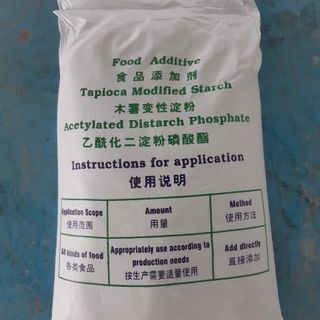 Food Additive
食品添加剂
Tapioca Modified Starch
木薯变性淀粉
Acetylated Distarch Phosphate
乙酰化二淀粉磷酸酯
Instructions for application
使用说明
Application Scope
使用范围
Amount
用量
Method
使用方法
All kinds of food
各类食品
Appropriately use according to
production needs
按生产需要适量使用
Add directly
直接添加